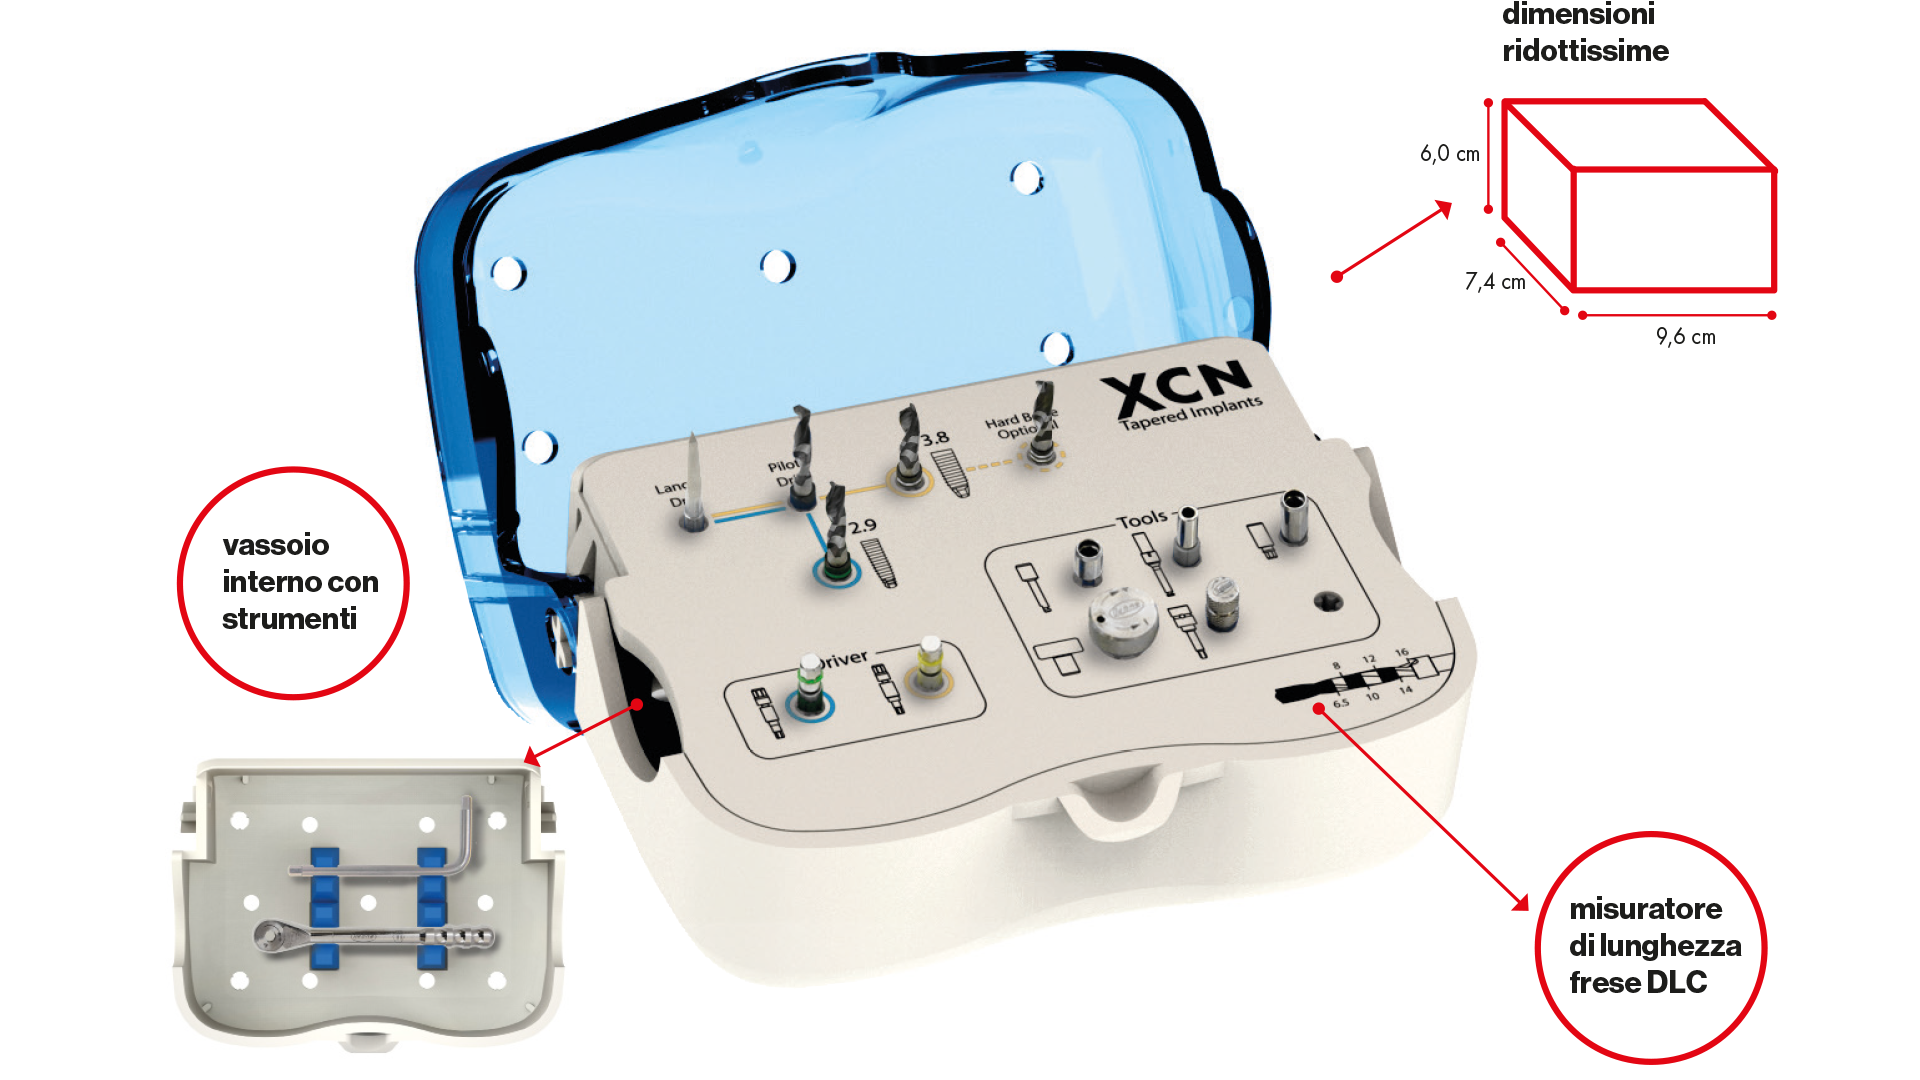 dimensioni
ridottissime
6,0 cm
7,4 cm
9,6 cm
XCN
Tapered Implants
Hard
3.8
2.9
Tools
8 12 16
6.5 10 14
vassoio
interno con
strumenti
misuratore
di lunghezza
frese DLC